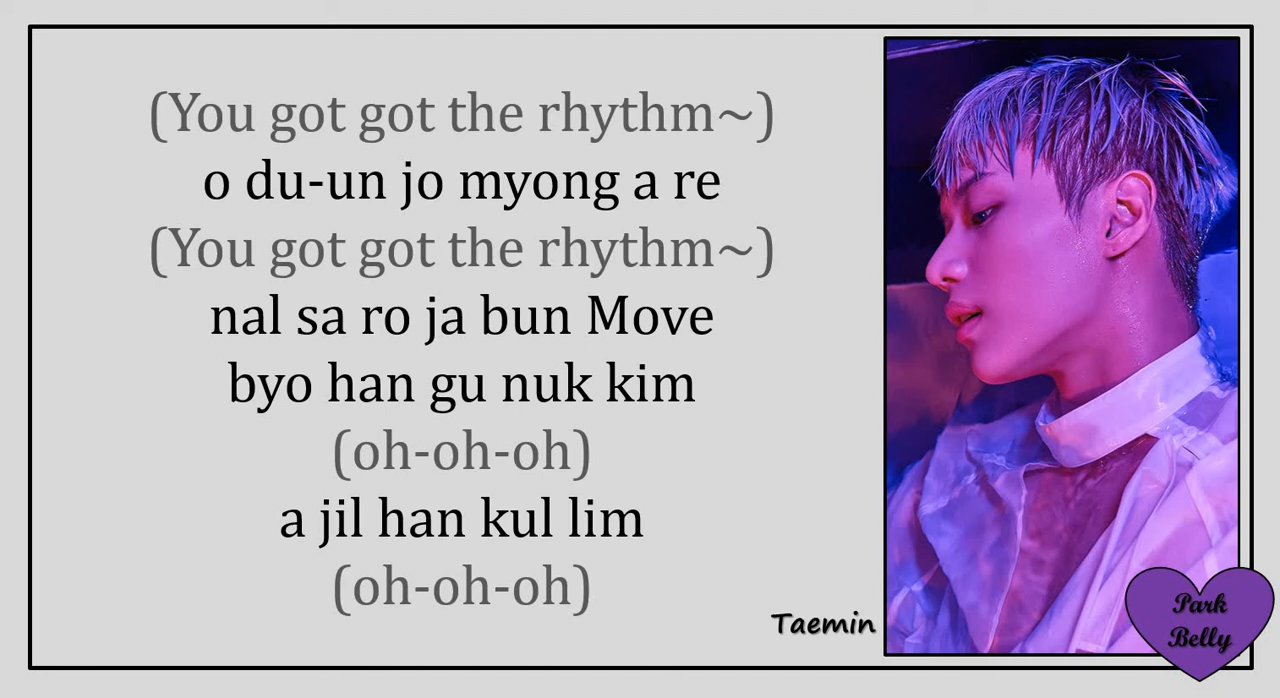 (You got got the rhythm~)
o du-un jo myong a re
(You got got the rhythm~)
nal sa ro ja bun Move
byo han gu nuk kim
(oh-oh-oh)
a jil han kul lim
(oh-oh-oh)
Taemin
Park
Belly